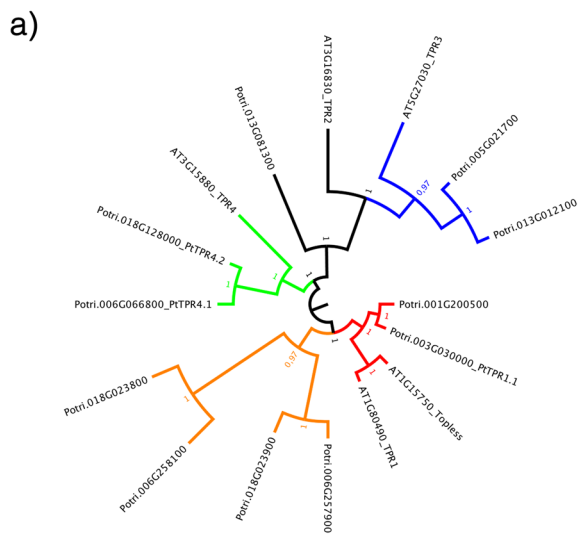 a)
AT3G16830_TPR2
AT5G27030_TPR3
Potri.005G021700
Potri.013G012100
Potri.013G081300
AT3G15880_TPR4
Potri.018G128000_PtTPR4.2
Potri.006G066800_PtTPR4.1
Potri.001G200500
Potri.003G030000_PtTPR1.1
AT1G15750_Topless
AT1G80490_TPR1
Potri.006G257900
Potri.018G023900
Potri.006G258100
Potri.018G023800
1
0,97
1
1
1
1
1
1
1
1
1
0,97
1
1